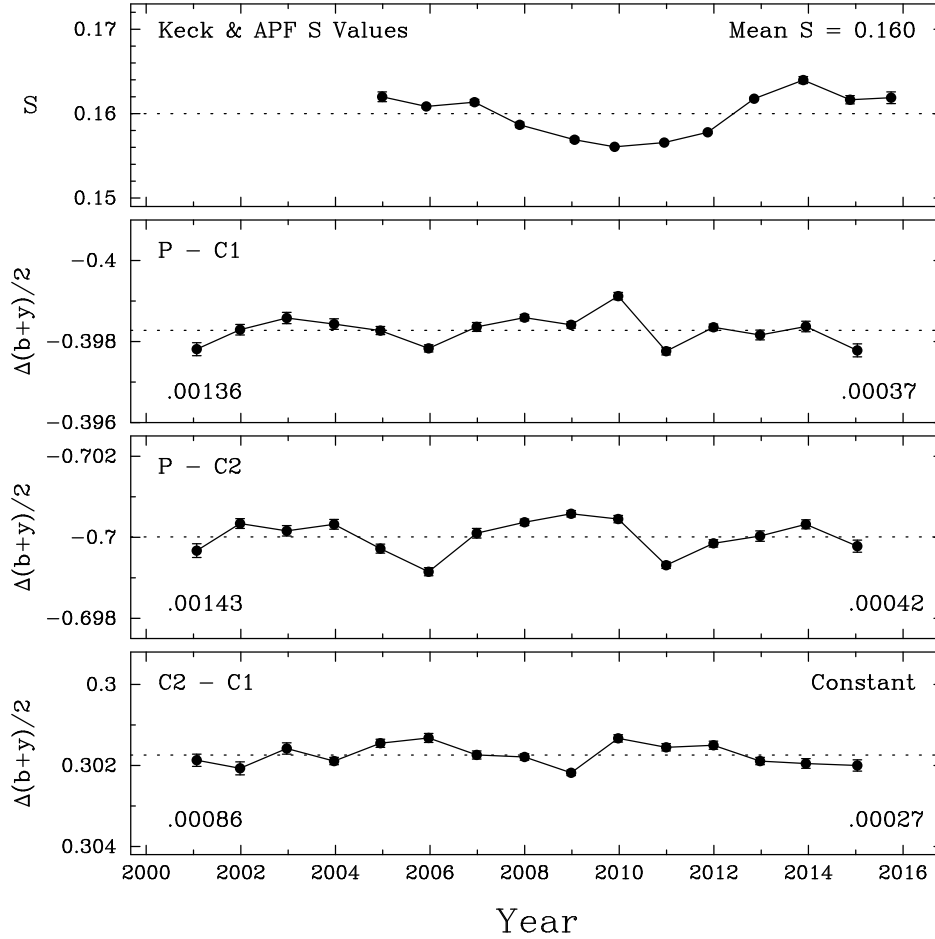 Keck & APF S Values
Mean S = 0.160
0.17
0.16
0.15
S
P − C1
−0.4
−0.398
−0.396
Δ(b+y)/2
.00136
.00037
P − C2
−0.702
−0.7
−0.698
Δ(b+y)/2
.00143
.00042
C2 − C1
Constant
0.3
0.302
0.304
Δ(b+y)/2
.00086
.00027
2000 2002 2004 2006 2008 2010 2012 2014 2016
Year